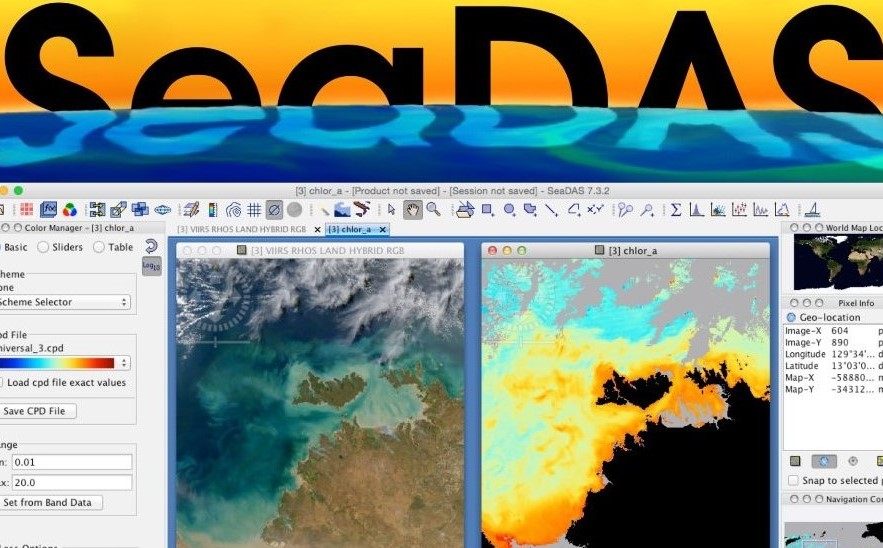 SeaDAS
[3] chlor_a - [Product not saved] - [Session not saved] - SeaDAS 7.3.2
Color Manager - [3] chlor_a
[3] VIIRS RHOS LAND HYBRID RGB
[3] chlor_a
World Map Loc
Basic
Sliders
Table
Log10
[3] VIIRS RHOS LAND HYBRID RGB
[3] chlor_a
heme
one
Scheme Selector
pd File
niversal_3.cpd
Load cpd file exact values
Save CPD File
nge
n: 0.01
x: 20.0
Set from Band Data
Pixel Info
Geo-location
Image-X 604 p
Image-Y 890 p
Longitude 129°34'... d
Latitude 13°03'0... d
Map-X -58880...
Map-Y -34312...
Snap to selected p
Navigation Con